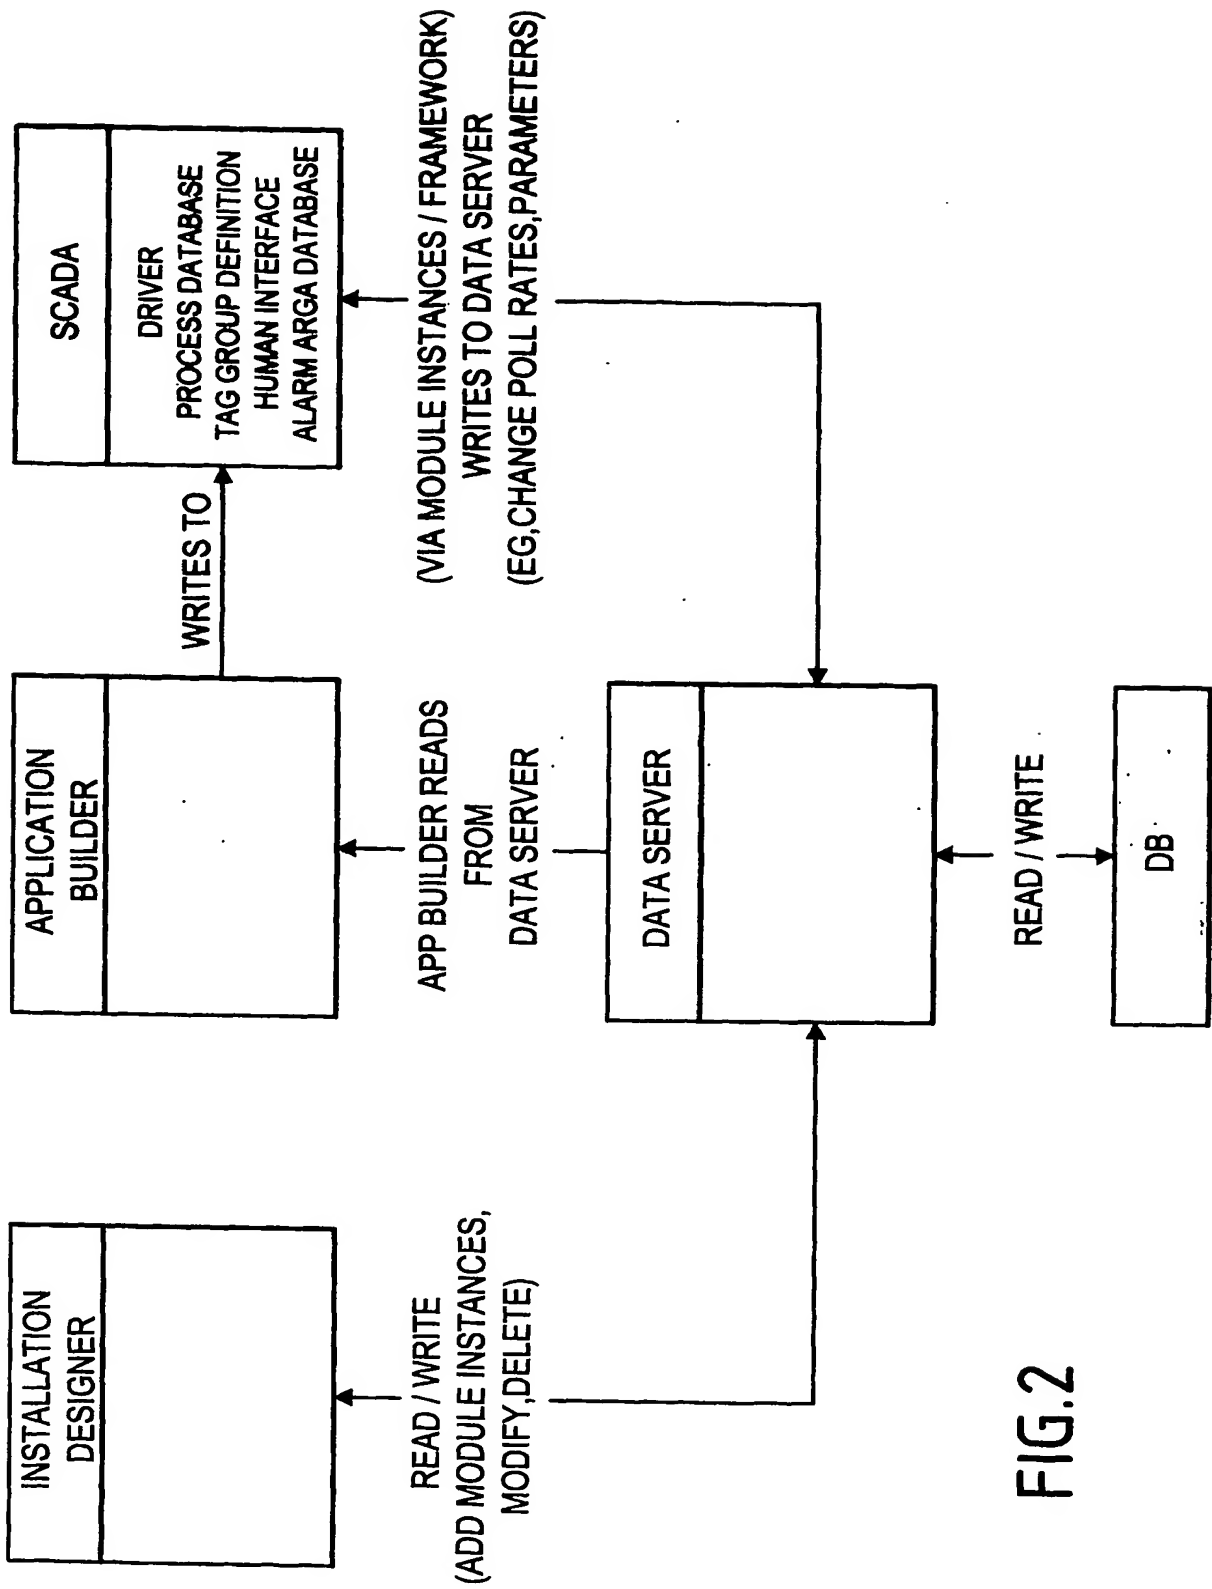 INSTALLATION
DESIGNER
APPLICATION
BUILDER
WRITES TO
SCADA
DRIVER
PROCESS DATABASE
TAG GROUP DEFINITION
HUMAN INTERFACE
ALARM ARGA DATABASE
READ / WRITE
(ADD MODULE INSTANCES,
MODIFY,DELETE)
APP BUILDER READS
FROM
DATA SERVER
(VIA MODULE INSTANCES / FRAMEWORK)
WRITES TO DATA SERVER
(EG,CHANGE POLL RATES,PARAMETERS)
DATA SERVER
READ / WRITE
DB
FIG.2